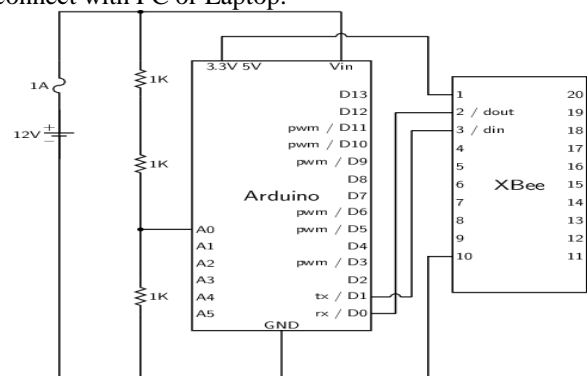 connect with PC or Laptop.
3.3V 5V
Vin
1A
12V
+
−
1K
1K
1K
Arduino
D13
D12
pwm / D11
pwm / D10
pwm / D9
D8
D7
pwm / D6
pwm / D5
D4
pwm / D3
D2
tx / D1
rx / D0
A0
A1
A2
A3
A4
A5
GND
XBee
1
2 / dout
3 / din
4
5
6
7
8
9
10
20
19
18
17
16
15
14
13
12
11